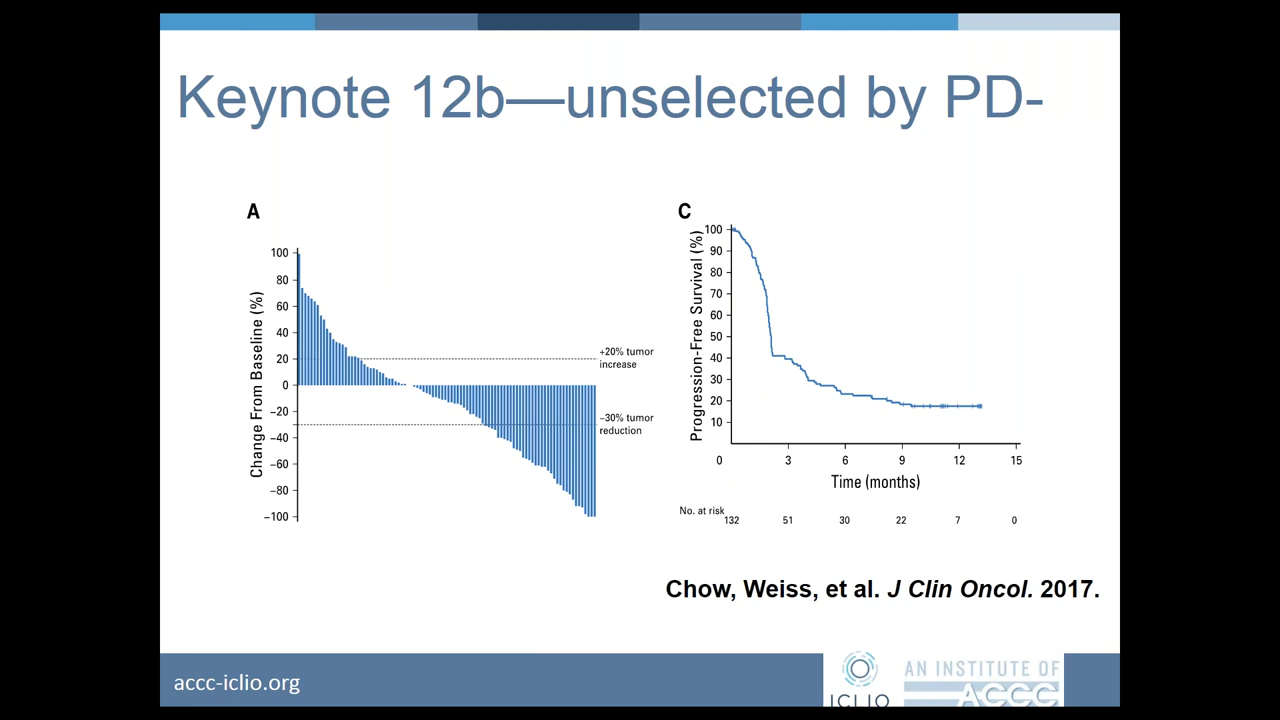 Keynote 12b—unselected by PD-
A
Change From Baseline (%)
100
80
60
40
20
0
−20
−40
−60
−80
−100
+20% tumor
increase
−30% tumor
reduction
C
Progression-Free Survival (%)
100
90
80
70
60
50
40
30
20
10
0
3
6
9
12
15
Time (months)
No. at risk
132
51
30
22
7
0
Chow, Weiss, et al. J Clin Oncol. 2017.
accc-iclio.org
ICLIO
AN INSTITUTE OF
ACCC